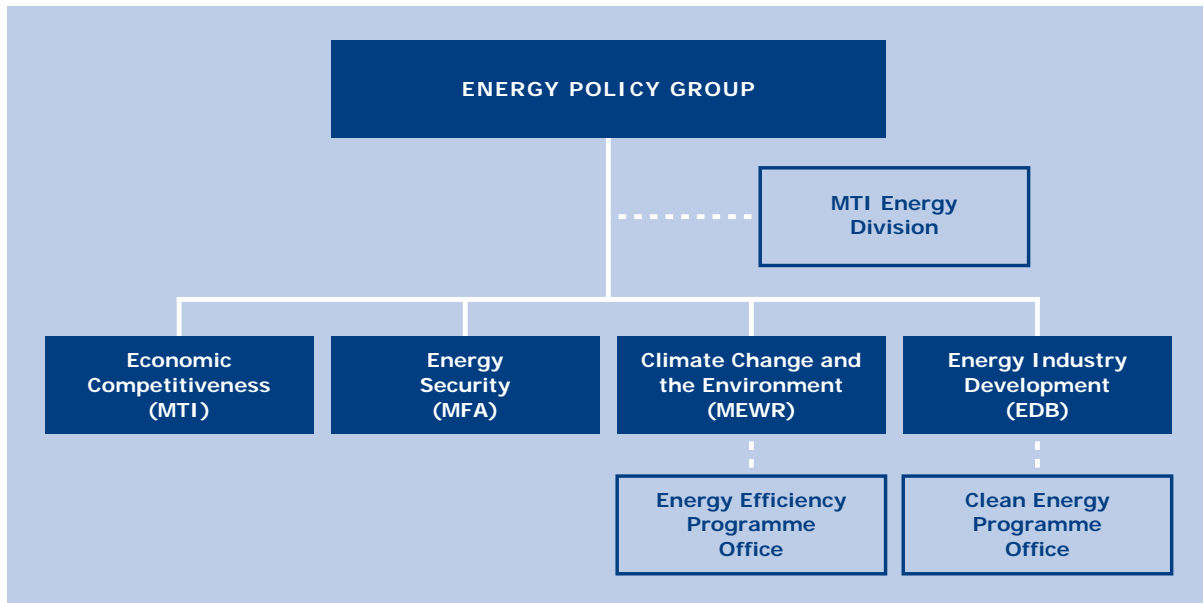 ENERGY POLICY GROUP
MTI Energy
Division
Economic
Competitiveness
(MTI)
Energy
Security
(MFA)
Climate Change and
the Environment
(MEWR)
Energy Industry
Development
(EDB)
Energy Efficiency
Programme
Office
Clean Energy
Programme
Office